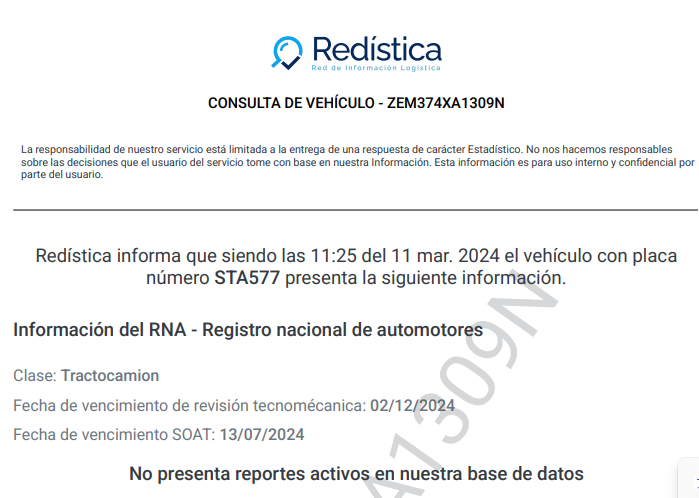 Redística
Red de Información Logística
CONSULTA DE VEHÍCULO - ZEM374XA1309N
La responsabilidad de nuestro servicio está limitada a la entrega de una respuesta de carácter Estadístico. No nos hacemos responsables
sobre las decisiones que el usuario del servicio tome con base en nuestra Información. Esta información es para uso interno y confidencial por
parte del usuario.
Redística informa que siendo las 11:25 del 11 mar. 2024 el vehículo con placa
número STA577 presenta la siguiente información.
Información del RNA - Registro nacional de automotores
Clase: Tractocamion
Fecha de vencimiento de revisión tecnomécanica: 02/12/2024
Fecha de vencimiento SOAT: 13/07/2024
No presenta reportes activos en nuestra base de datos
A1309N